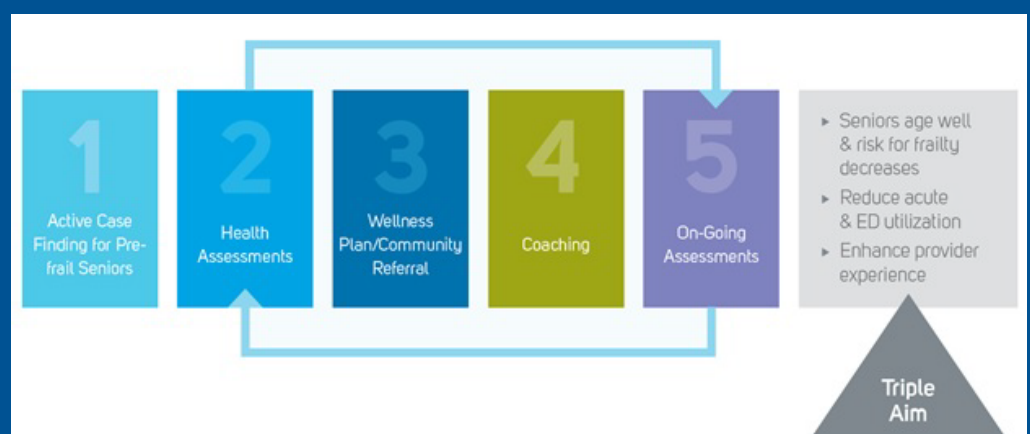 1
Active Case
Finding for Pre-
frail Seniors
2
Health
Assessments
3
Wellness
Plan/Community
Referral
4
Coaching
5
On-Going
Assessments
▸ Seniors age well
& risk for frailty
decreases
▸ Reduce acute
& ED utilization
▸ Enhance provider
experience
Triple
Aim